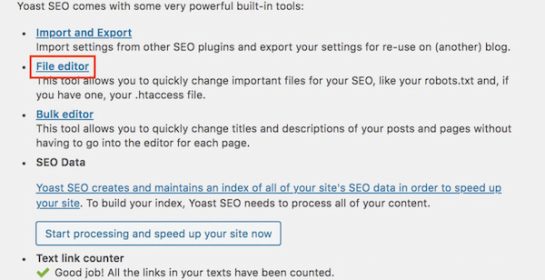 Yoast SEO comes with some very powerful built-in tools:
Import and Export
Import settings from other SEO plugins and export your settings for re-use on (another) blog.
File editor
This tool allows you to quickly change important files for your SEO, like your robots.txt and, if
you have one, your .htaccess file.
Bulk editor
This tool allows you to quickly change titles and descriptions of your posts and pages without
having to go into the editor for each page.
SEO Data
Yoast SEO creates and maintains an index of all of your site's SEO data in order to speed up
your site. To build your index, Yoast SEO needs to process all of your content.
Start processing and speed up your site now
Text link counter
Good job! All the links in your texts have been counted.